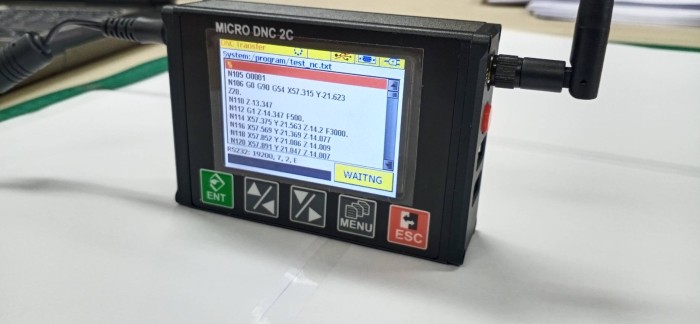 MICRO DNC 2C
DNC Transfer
System:/program/test_nc.txt
%
N105 O0001
N106 G0 G90 G54 X57.315 Y-21.623
Z20.
N110 Z-13.347
N112 G1 Z-14.347 F500.
N114 X57.375 Y-21.563 Z-14.2 F3000.
N116 X57.569 Y-21.369 Z-14.077
N118 X57.852 Y-21.086 Z-14.009
N120 X57.891 Y-21.047 Z-14.007
RS232: 19200, 7, 2, E
WAITNG
ENT
MENU
ESC